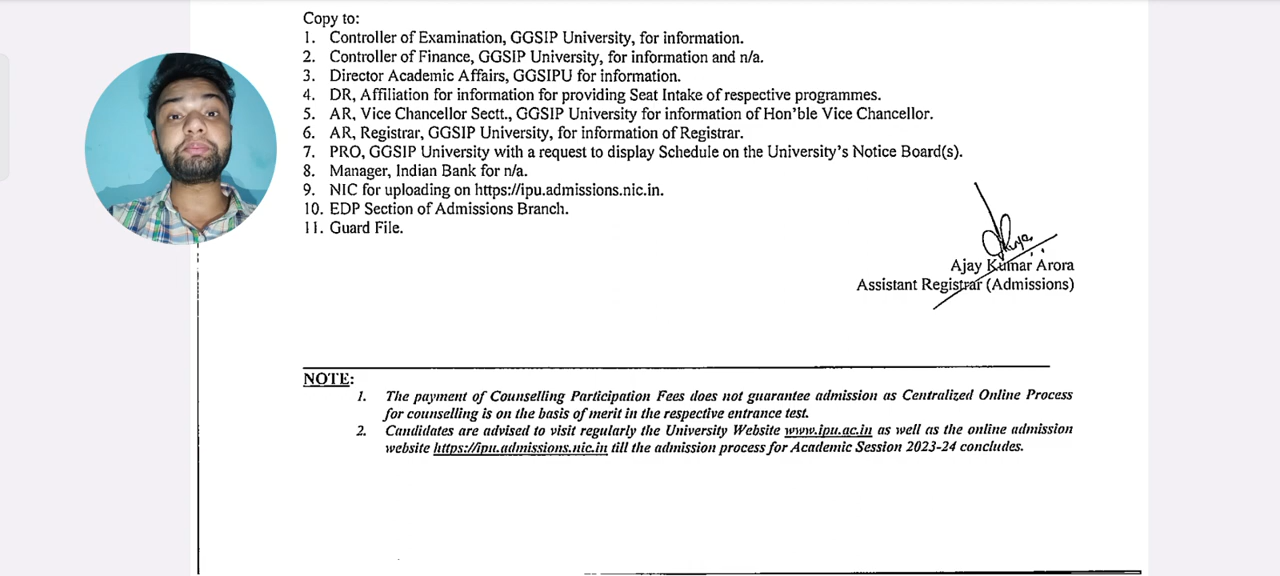 Copy to:
1. Controller of Examination, GGSIP University, for information.
2. Controller of Finance, GGSIP University, for information and n/a.
3. Director Academic Affairs, GGSIPU for information.
4. DR, Affiliation for information for providing Seat Intake of respective programmes.
5. AR, Vice Chancellor Sectt., GGSIP University for information of Hon'ble Vice Chancellor.
6. AR, Registrar, GGSIP University, for information of Registrar.
7. PRO, GGSIP University with a request to display Schedule on the University's Notice Board(s).
8. Manager, Indian Bank for n/a.
9. NIC for uploading on https://ipu.admissions.nic.in.
10. EDP Section of Admissions Branch.
11. Guard File.
Ajay Kumar Arora
Assistant Registrar (Admissions)
NOTE:
1. The payment of Counselling Participation Fees does not guarantee admission as Centralized Online Process
for counselling is on the basis of merit in the respective entrance test.
2. Candidates are advised to visit regularly the University Website www.ipu.ac.in as well as the online admission
website https://ipu.admissions.nic.in till the admission process for Academic Session 2023-24 concludes.